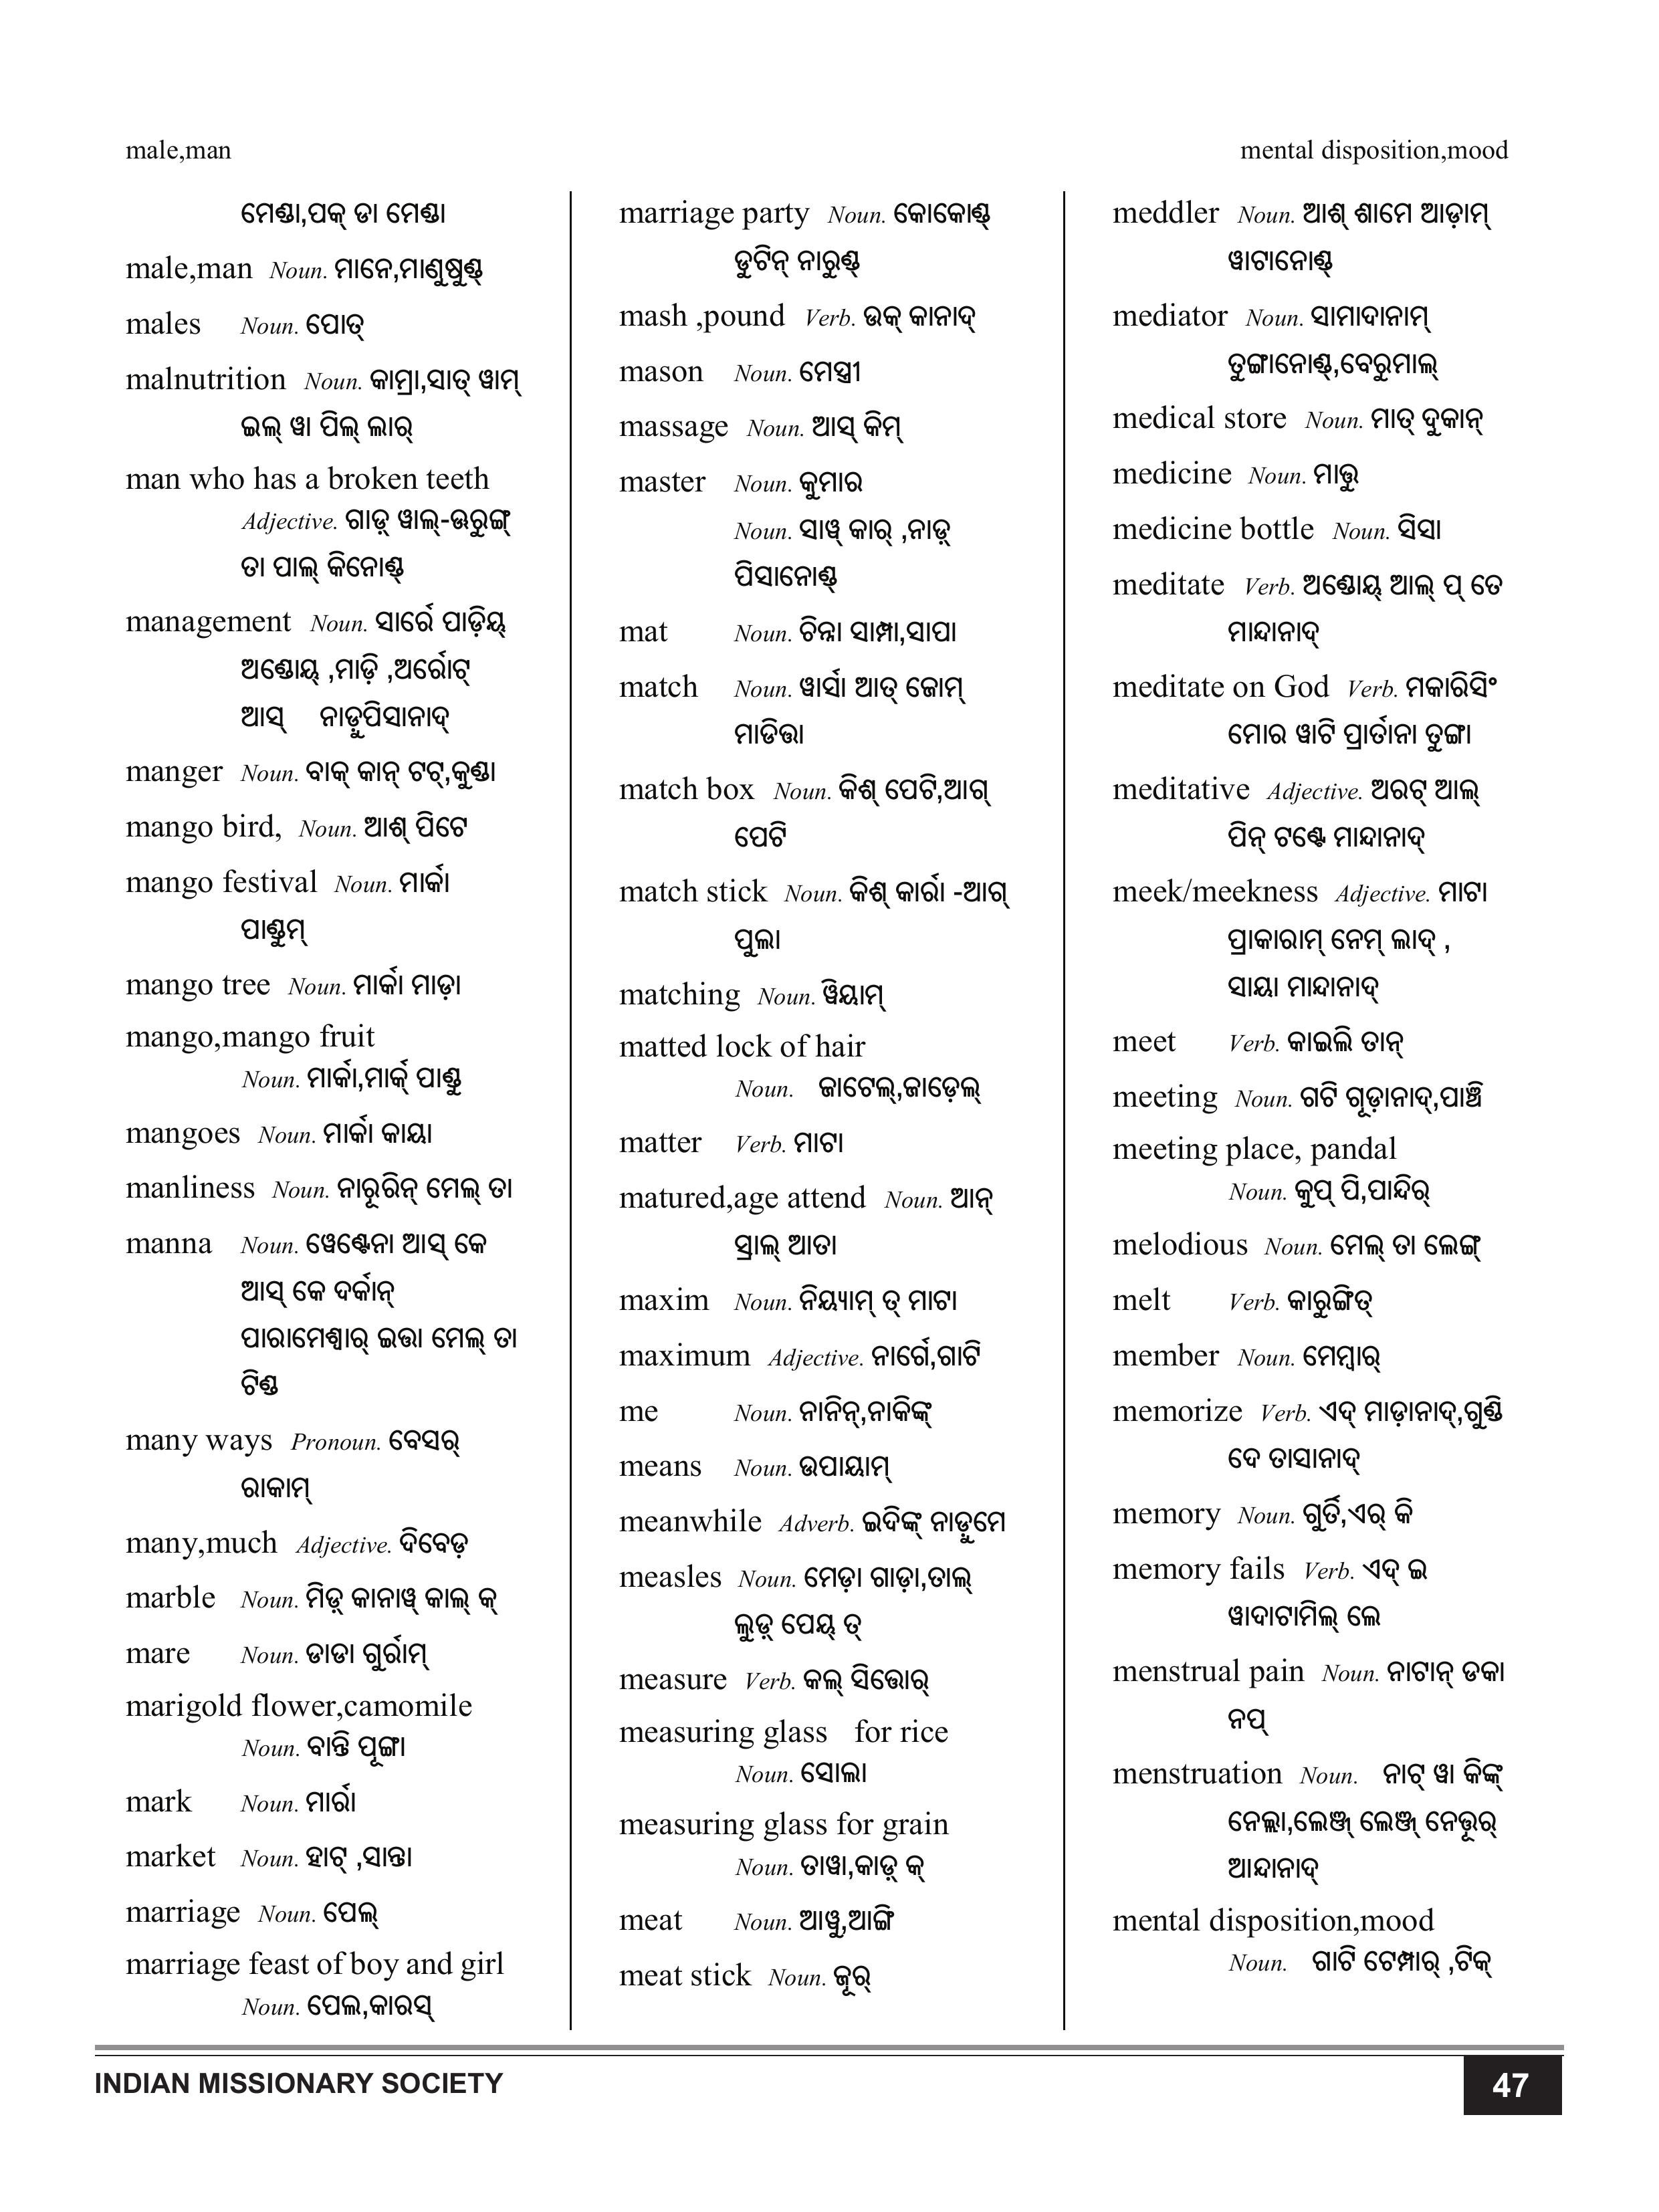 male,man
mental disposition,mood
ମେଣ୍ଡା,ପକ୍ ଡା ମେଣ୍ଡା
male,man Noun. ମାନେ,ମାଣୁଷୁଣ୍ଡ୍
males Noun. ପୋତ୍
malnutrition Noun. କାମ୍ରା,ସାତ୍ ୱାମ୍
ଇଲ୍ ୱା ପିଲ୍ ଲାର୍
man who has a broken teeth
Adjective. ଗାଡ଼୍ ୱାଲ୍-ଊରୁଙ୍ଗ୍
ତା ପାଲ୍ କିନୋଣ୍ଡ୍
management Noun. ସାର୍ରେ ପାଡ଼ିୟ୍
ଅଣ୍ଡୋୟ୍ ,ମାଡ଼ି ,ଅର୍ରୋଟ୍
ଆସ୍ ନାଡ଼ୁପିସାନାଦ୍
manger Noun. ବାକ୍ କାନ୍ ଟଟ୍,କୁଣ୍ଡା
mango bird, Noun. ଆଶ୍ ପିଟେ
mango festival Noun. ମାର୍କା
ପାଣ୍ଡୁମ୍
mango tree Noun. ମାର୍କା ମାଡ଼ା
mango,mango fruit
Noun. ମାର୍କା,ମାର୍କ୍ ପାଣ୍ଡୁ
mangoes Noun. ମାର୍କା କାୟା
manliness Noun. ନାରୂରିନ୍ ମେଲ୍ ତା
manna Noun. ୱେଣ୍ଟେନା ଆସ୍ କେ
ଆସ୍ କେ ଦର୍କାନ୍
ପାରାମେଶ୍ୱାର୍ ଇତ୍ତା ମେଲ୍ ତା
ଟିଣ୍ଡ
many ways Pronoun. ବେସର୍
ରାକାମ୍
many,much Adjective. ଦିବେଡ଼
marble Noun. ମିଡ଼୍ କାନାୱ୍ କାଲ୍ କ୍
mare Noun. ଡାଡା ଗୁର୍ରାମ୍
marigold flower,camomile
Noun. ବାନ୍ତି ପୂଙ୍ଗା
mark Noun. ମାର୍ରା
market Noun. ହାଟ୍ ,ସାନ୍ତା
marriage Noun. ପେଲ୍
marriage feast of boy and girl
Noun. ପେଲ,କାରସ୍
marriage party Noun. କୋକୋଣ୍ଡ୍
ଡୁଟିନ୍ ନାରୁଣ୍ଡ୍
mash ,pound Verb. ଉକ୍ କାନାଦ୍
mason Noun. ମେସ୍ତ୍ରୀ
massage Noun. ଆସ୍ କିମ୍
master Noun. କୁମାର
Noun. ସାୱ୍ କାର୍ ,ନାଡ଼୍
ପିସାନୋଣ୍ଡ୍
mat Noun. ଚିନ୍ନା ସାମ୍ପା,ସାପା
match Noun. ୱାର୍ସା ଆତ୍ ଜୋମ୍
ମାଡିତ୍ତା
match box Noun. କିଶ୍ ପେଟି,ଆଗ୍
ପେଟି
match stick Noun. କିଶ୍ କାର୍ରା -ଆଗ୍
ପୁଲା
matching Noun. ୱିୟାମ୍
matted lock of hair
Noun. ଜାଟେଲ୍,ଜାଡ଼େଲ୍
matter Verb. ମାଟା
matured,age attend Noun. ଆନ୍
ସ୍ରାଲ୍ ଆତା
maxim Noun. ନିୟ୍ୟାମ୍ ତ୍ ମାଟା
maximum Adjective. ନାର୍ଗେ,ଗାଟି
me Noun. ନାନିନ୍,ନାକିଙ୍କ୍
means Noun. ଉପାୟାମ୍
meanwhile Adverb. ଇଦିଙ୍କ୍ ନାଡ଼ୁମେ
measles Noun. ମେଡ଼ା ଗାଡ଼ା,ତାଲ୍
ଲୁଡ଼୍ ପେୟ୍ ତ୍
measure Verb. କଲ୍ ସିତ୍ତୋର୍
measuring glass for rice
Noun. ସୋଲା
measuring glass for grain
Noun. ତାୱା,କାଡ଼୍ କ୍
meat Noun. ଆୱୁ,ଆଙ୍ଗି
meat stick Noun. ଜୂର୍
meddler Noun. ଆଶ୍ ଶାମେ ଆଡ଼ାମ୍
ୱାଟାନୋଣ୍ଡ୍
mediator Noun. ସାମାଦାନାମ୍
ତୁଙ୍ଗାନୋଣ୍ଡ୍,ବେରୁମାଲ୍
medical store Noun. ମାତ୍ ଦୁକାନ୍
medicine Noun. ମାତ୍ତୁ
medicine bottle Noun. ସିସା
meditate Verb. ଅଣ୍ଡୋୟ୍ ଆଲ୍ ପ୍ ତେ
ମାନ୍ଦାନାଦ୍
meditate on God Verb. ମକାରିସିଂ
ମୋର ୱାଟି ପ୍ରାର୍ତାନା ତୁଙ୍ଗା
meditative Adjective. ଅରଟ୍ ଆଲ୍
ପିନ୍ ଟଣ୍ଟେ ମାନ୍ଦାନାଦ୍
meek/meekness Adjective. ମାଟା
ପ୍ରାକାରାମ୍ ନେମ୍ ଲାଦ୍ ,
ସାୟା ମାନ୍ଦାନାଦ୍
meet Verb. କାଇଲି ତାନ୍
meeting Noun. ଗଟି ଗୂଡ଼ାନାଦ୍,ପାଞ୍ଚି
meeting place, pandal
Noun. କୁପ୍ ପି,ପାନ୍ଦିର୍
melodious Noun. ମେଲ୍ ତା ଲେଙ୍ଗ୍
melt Verb. କାରୁଙ୍ଗିତ୍
member Noun. ମେମ୍ବାର୍
memorize Verb. ଏଦ୍ ମାଡ଼ାନାଦ୍,ଗୁଣ୍ଡି
ଦେ ତାସାନାଦ୍
memory Noun. ଗୁର୍ତି,ଏର୍ କି
memory fails Verb. ଏଦ୍ ଇ
ୱାଦାଟାମିଲ୍ ଲେ
menstrual pain Noun. ନାଟାନ୍ ଡକା
ନପ୍
menstruation Noun. ନାଟ୍ ୱା କିଙ୍କ୍
ନେଲ୍ଲା,ଲେଞ୍ଜ୍ ଲେଞ୍ଜ୍ ନେତ୍ତୂର୍
ଆନ୍ଦାନାଦ୍
mental disposition,mood
Noun. ଗାଟି ଟେମ୍ପାର୍ ,ଟିକ୍
INDIAN MISSIONARY SOCIETY
47